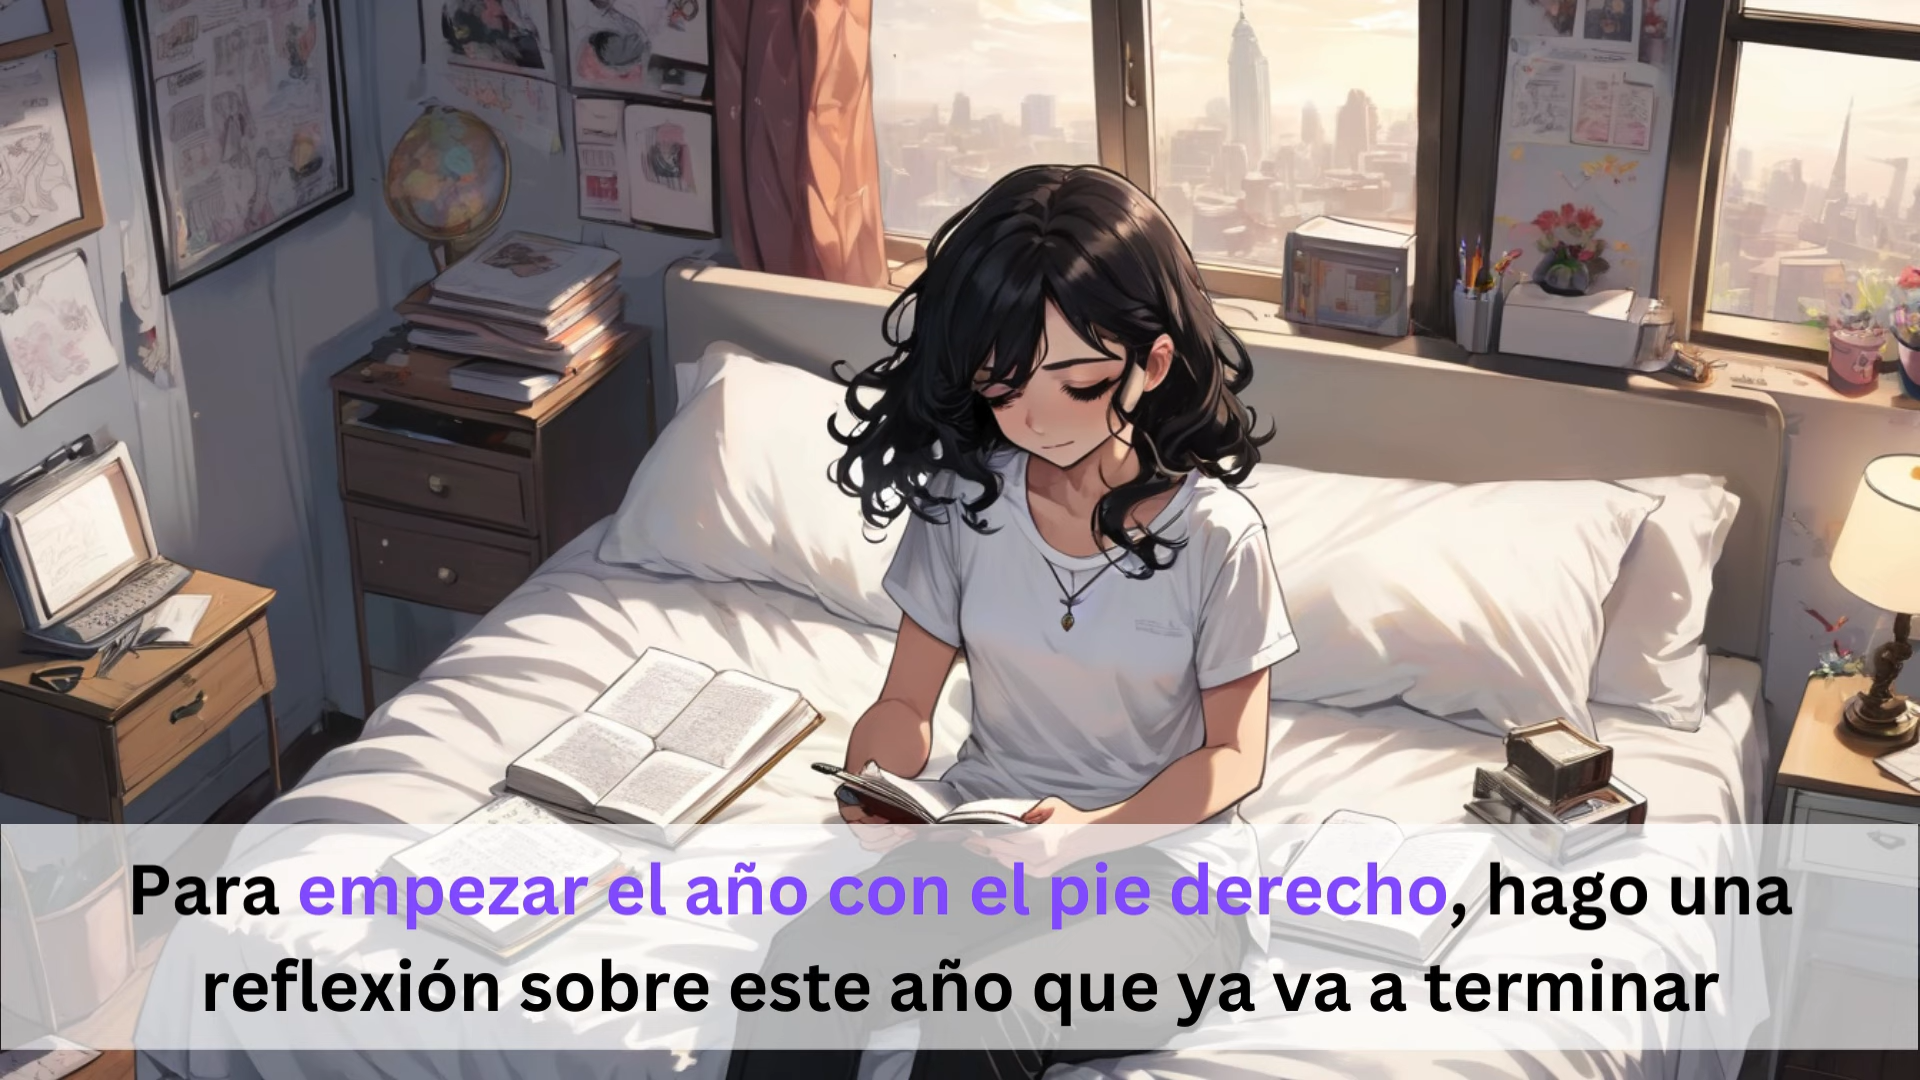 Para empezar el año con el pie derecho, hago una
reflexión sobre este año que ya va a terminar